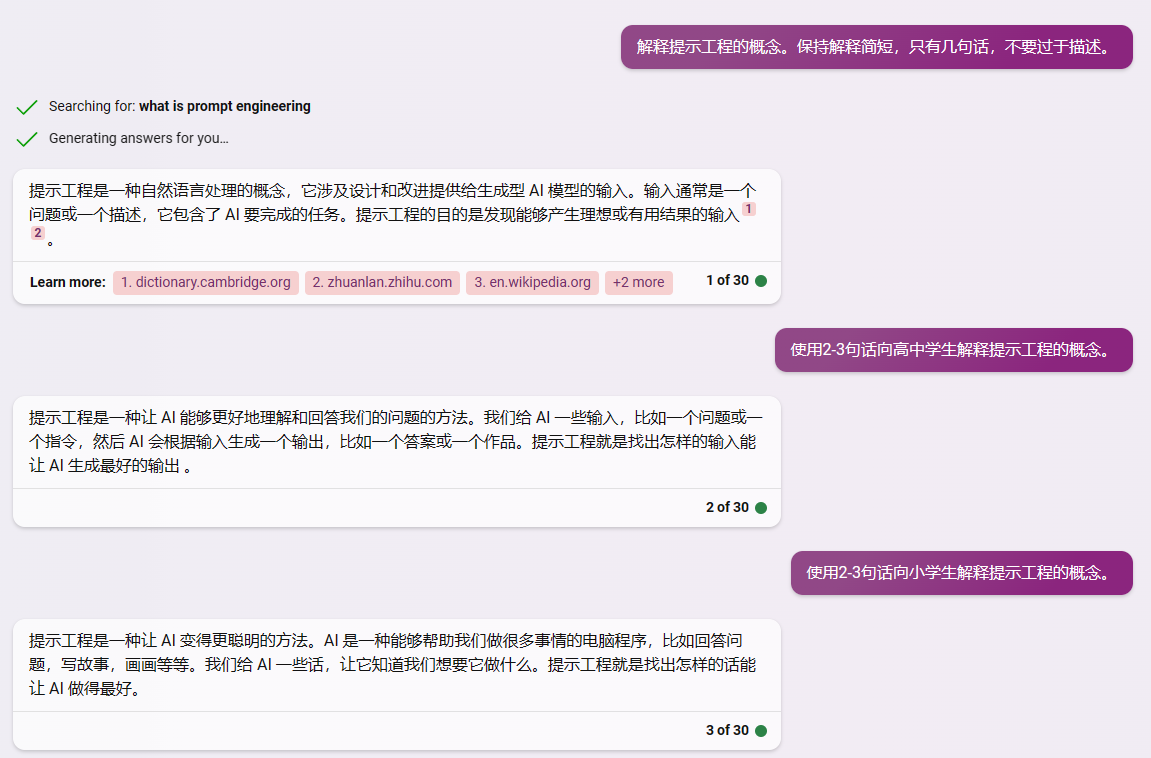 解释提示工程的概念。保持解释简短，只有几句话，不要过于描述。
Searching for: what is prompt engineering
Generating answers for you…
提示工程是一种自然语言处理的概念，它涉及设计和改进提供给生成型 AI 模型的输入。输入通常是一个
问题或一个描述，它包含了 AI 要完成的任务。提示工程的目的是发现能够产生理想或有用结果的输入 1
2 。
Learn more: 1. dictionary.cambridge.org 2. zhuanlan.zhihu.com 3. en.wikipedia.org +2 more 1 of 30
使用2-3句话向高中学生解释提示工程的概念。
提示工程是一种让 AI 能够更好地理解和回答我们的问题的方法。我们给 AI 一些输入，比如一个问题或一
个指令，然后 AI 会根据输入生成一个输出，比如一个答案或一个作品。提示工程就是找出怎样的输入能
让 AI 生成最好的输出 。
2 of 30
使用2-3句话向小学生解释提示工程的概念。
提示工程是一种让 AI 变得更聪明的方法。AI 是一种能够帮助我们做很多事情的电脑程序，比如回答问
题，写故事，画画等等。我们给 AI 一些话，让它知道我们想要它做什么。提示工程就是找出怎样的话能
让 AI 做得最好。
3 of 30